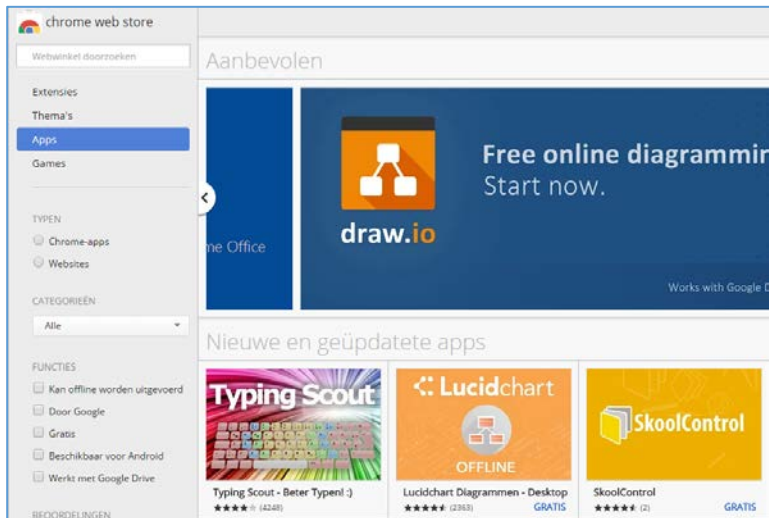 chrome web store
Webwinkel doorzoeken
Extensies
Thema's
Apps
Games
TYPEN
Chrome-apps
Websites
CATEGORIEËN
Alle
FUNCTIES
Kan offline worden uitgevoerd
Door Google
Gratis
Beschikbaar voor Android
Werkt met Google Drive
BEOORDELINGEN
Aanbevolen
me Office
draw.io
Free online diagrammin
Start now.
Works with Google D
Nieuwe en geüpdatete apps
Typing Scout
Typing Scout - Beter Typen! :)
(4248)
Lucidchart
OFFLINE
Lucidchart Diagrammen - Desktop
(2363) GRATIS
SkoolControl
SkoolControl
(2) GRATIS